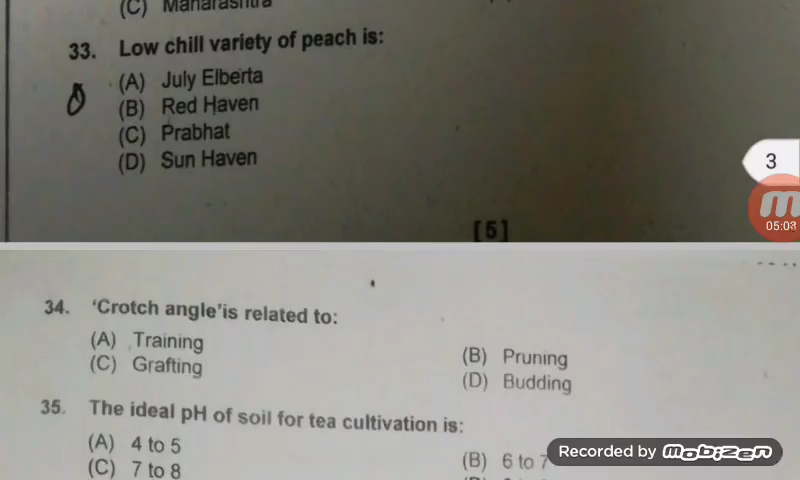 (C) Maharashtra
33. Low chill variety of peach is:
(A) July Elberta
(B) Red Haven
(C) Prabhat
(D) Sun Haven
3
05:03
[5]
34. 'Crotch angle'is related to:
(A) Training
(B) Pruning
(C) Grafting
(D) Budding
35. The ideal pH of soil for tea cultivation is:
(A) 4 to 5
(B) 6 to 7
(C) 7 to 8
Recorded by mobizen